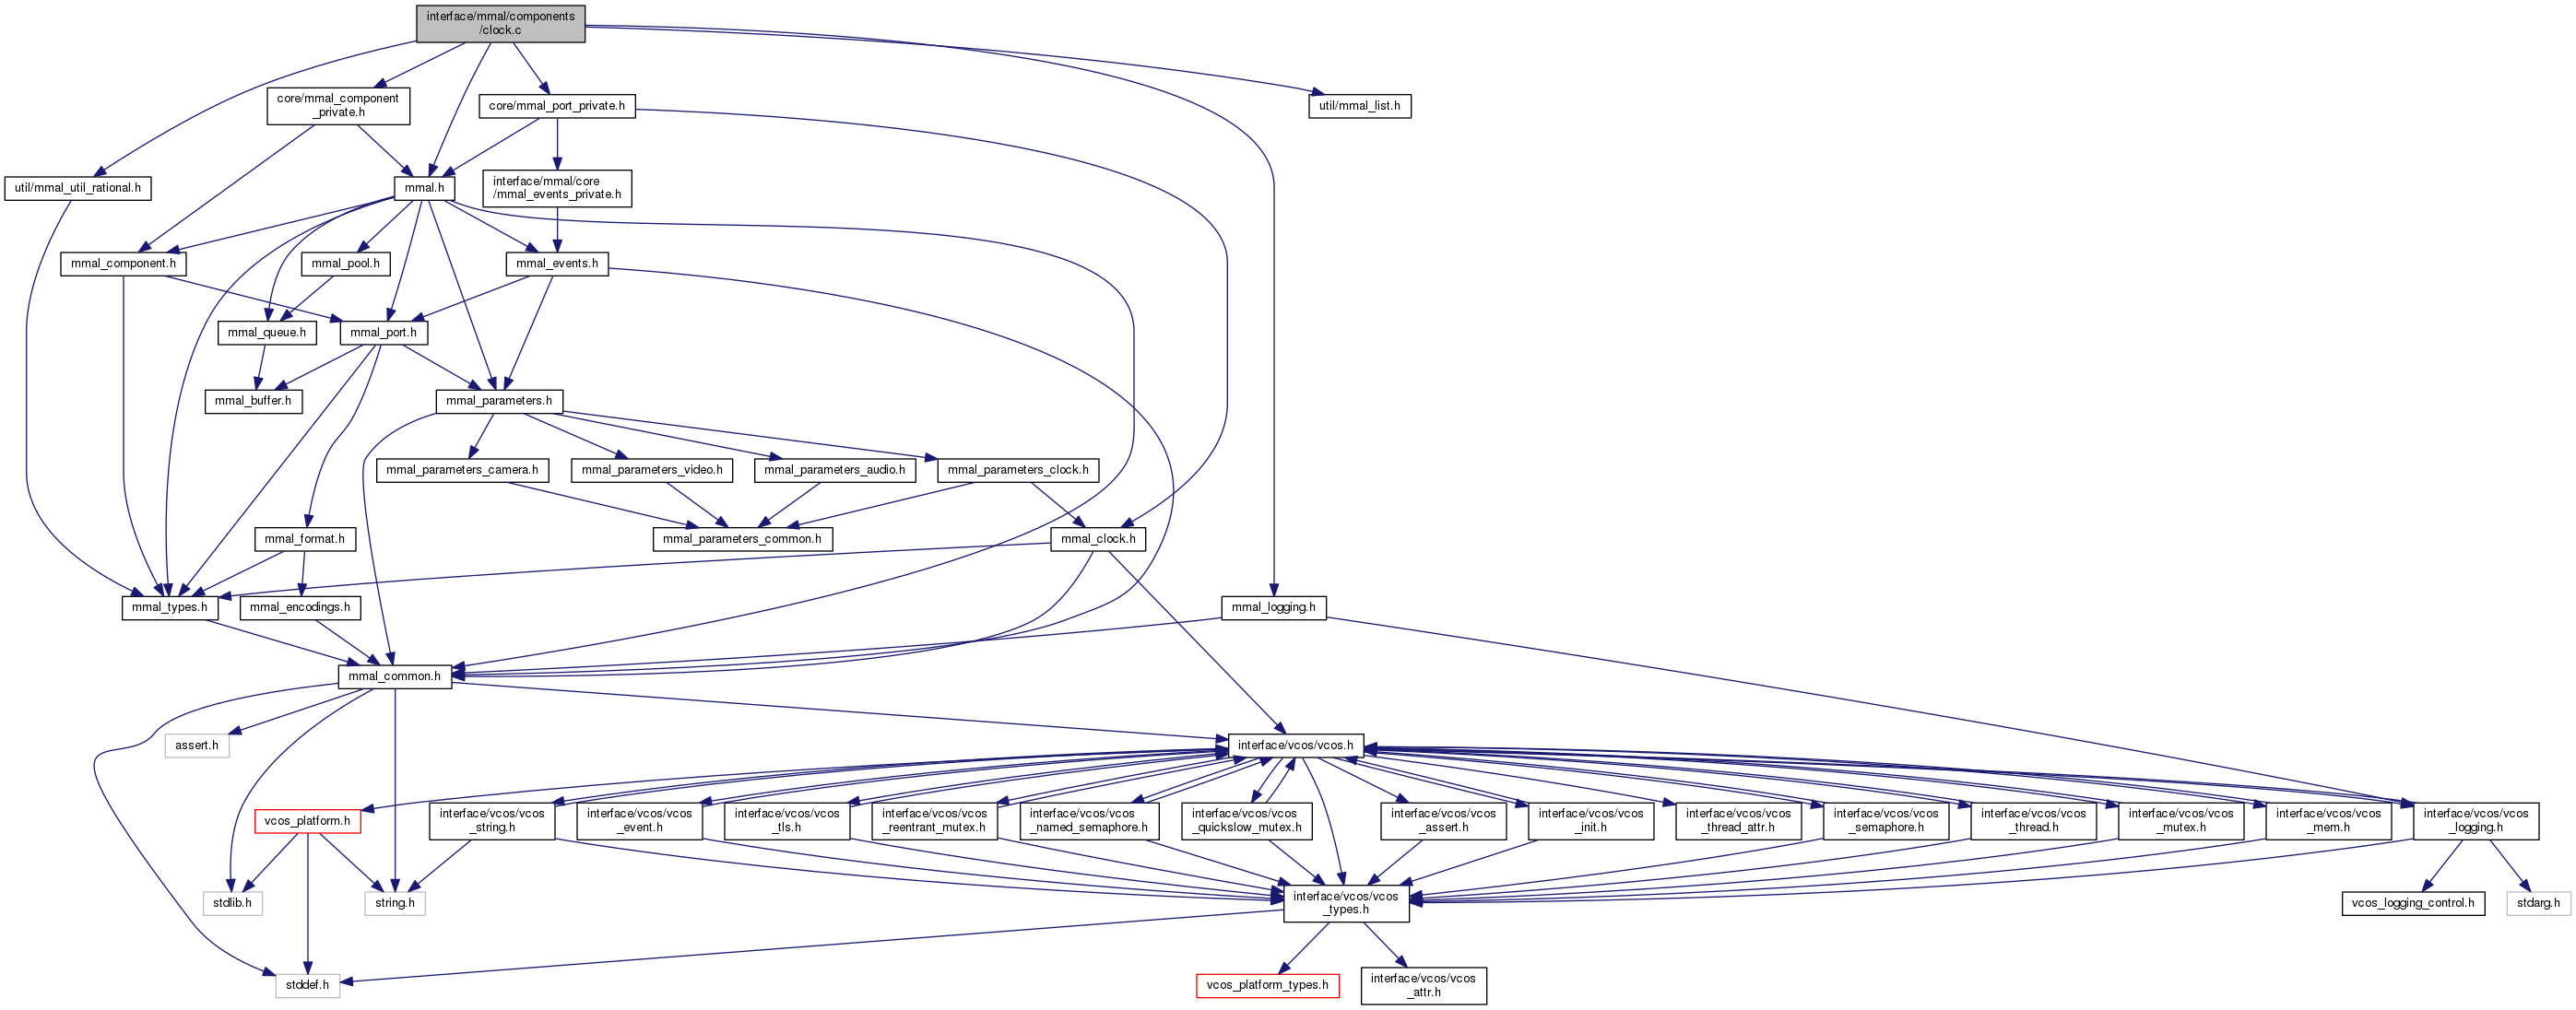 interface/mmal/components
/clock.c
core/mmal_component
_private.h
core/mmal_port_private.h
util/mmal_list.h
util/mmal_util_rational.h
mmal.h
interface/mmal/core
/mmal_events_private.h
mmal_component.h
mmal_pool.h
mmal_events.h
mmal_queue.h
mmal_port.h
mmal_buffer.h
mmal_parameters.h
mmal_parameters_camera.h
mmal_parameters_video.h
mmal_parameters_audio.h
mmal_parameters_clock.h
mmal_format.h
mmal_parameters_common.h
mmal_clock.h
mmal_types.h
mmal_encodings.h
mmal_logging.h
mmal_common.h
assert.h
interface/vcos/vcos.h
vcos_platform.h
interface/vcos/vcos
_string.h
interface/vcos/vcos
_event.h
interface/vcos/vcos
_tls.h
interface/vcos/vcos
_reentrant_mutex.h
interface/vcos/vcos
_named_semaphore.h
interface/vcos/vcos
_quickslow_mutex.h
interface/vcos/vcos
_assert.h
interface/vcos/vcos
_init.h
interface/vcos/vcos
_thread_attr.h
interface/vcos/vcos
_semaphore.h
interface/vcos/vcos
_thread.h
interface/vcos/vcos
_mutex.h
interface/vcos/vcos
_mem.h
interface/vcos/vcos
_logging.h
stdlib.h
string.h
interface/vcos/vcos
_types.h
vcos_logging_control.h
stdarg.h
stddef.h
vcos_platform_types.h
interface/vcos/vcos
_attr.h